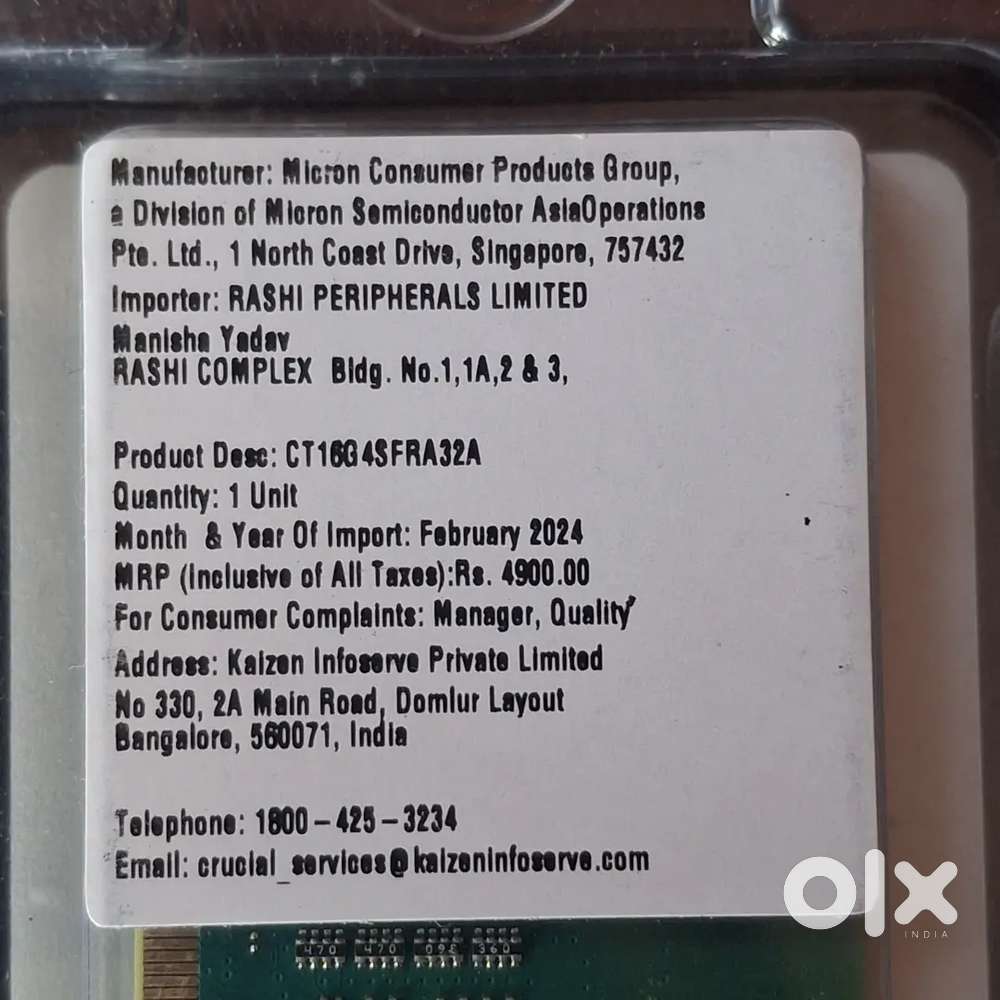 Manufacturer: Micron Consumer Products Group,
a Division of Micron Semiconductor AsiaOperations
Pte. Ltd., 1 North Coast Drive, Singapore, 757432
Importer: RASHI PERIPHERALS LIMITED
Manisha Yadav
RASHI COMPLEX Bldg. No.1,1A,2 & 3,
Product Desc: CT16G4SFRA32A
Quantity: 1 Unit
Month & Year Of Import: February 2024
MRP (Inclusive of All Taxes):Rs. 4900.00
For Consumer Complaints: Manager, Quality
Address: Kaizen Infoserve Private Limited
No 330, 2A Main Road, Domlur Layout
Bangalore, 560071, India
Telephone: 1800-425-3234
Email: crucial_services@kaizeninfoserve.com
olx
INDIA
470 470 09E 360